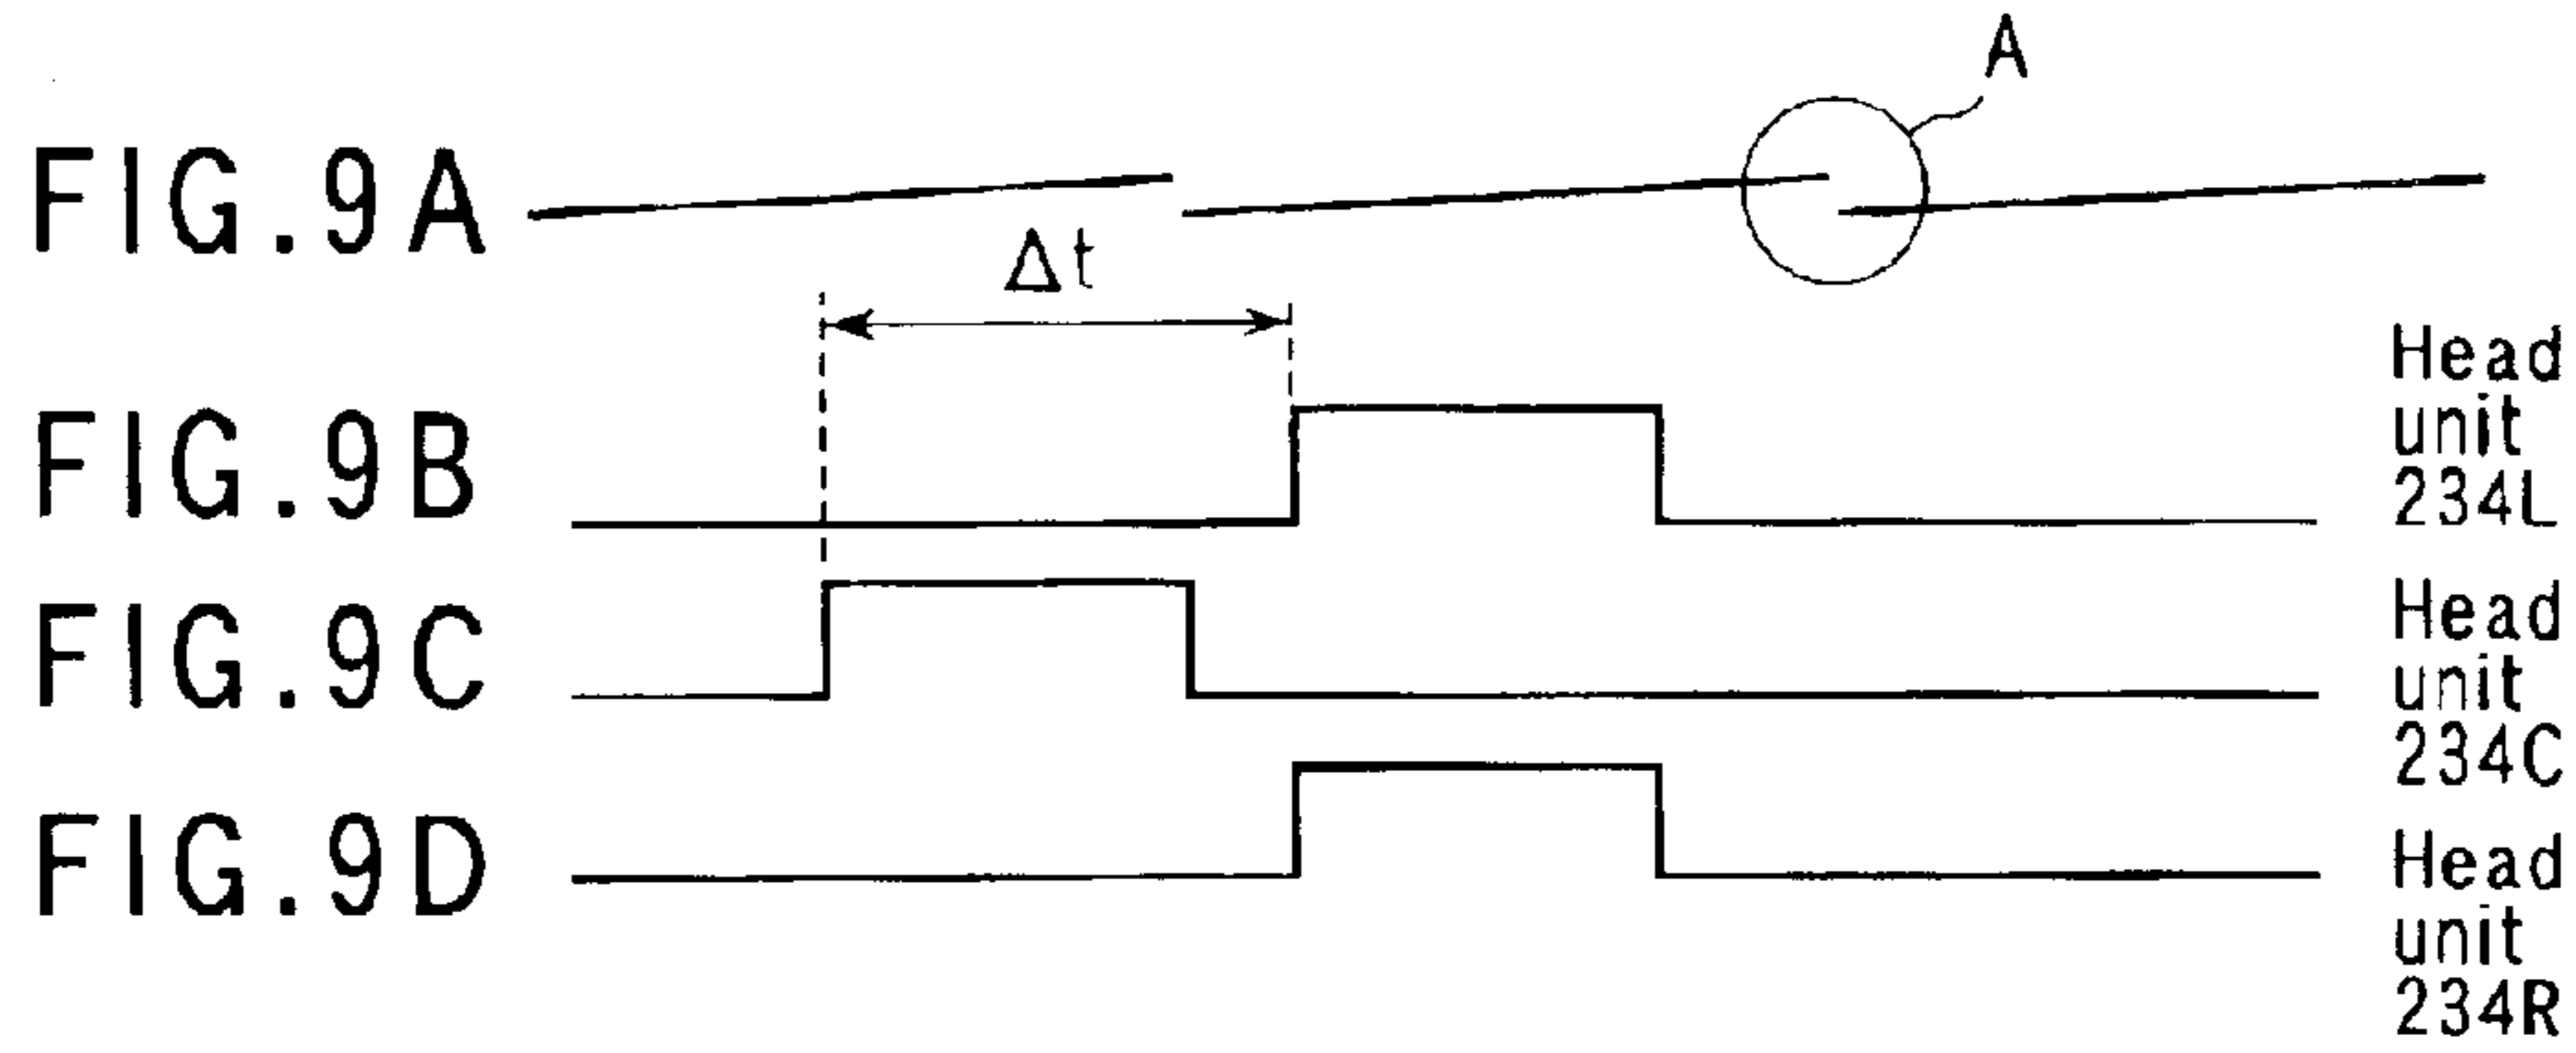 A
FIG.9A
Δt
FIG.9B
Head
unit
234L
FIG.9C
Head
unit
234C
FIG.9D
Head
unit
234R